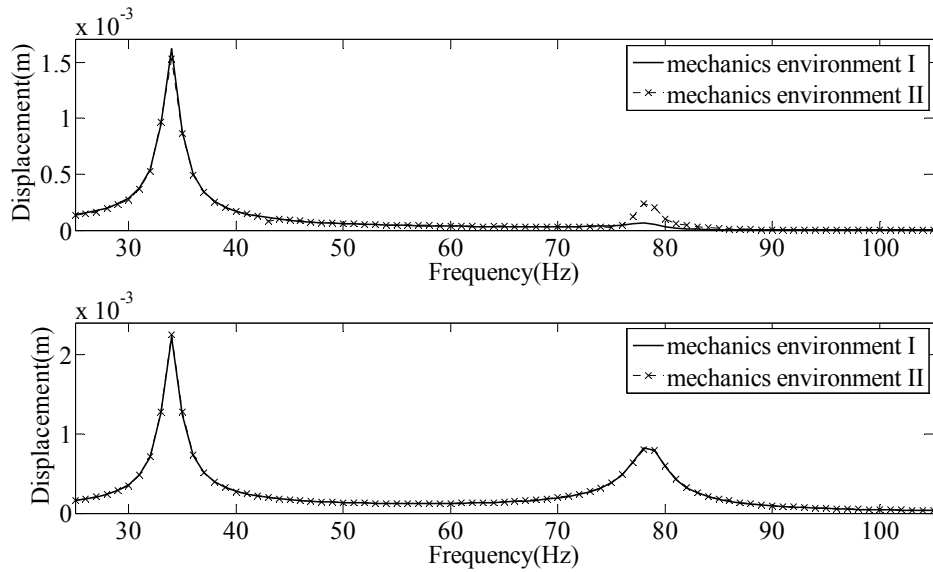 x 10⁻³
Displacement(m)
1.5
1
0.5
0
mechanics environment I
mechanics environment II
30 40 50 60 70 80 90 100
Frequency(Hz)
x 10⁻³
Displacement(m)
2
1
0
mechanics environment I
mechanics environment II
30 40 50 60 70 80 90 100
Frequency(Hz)